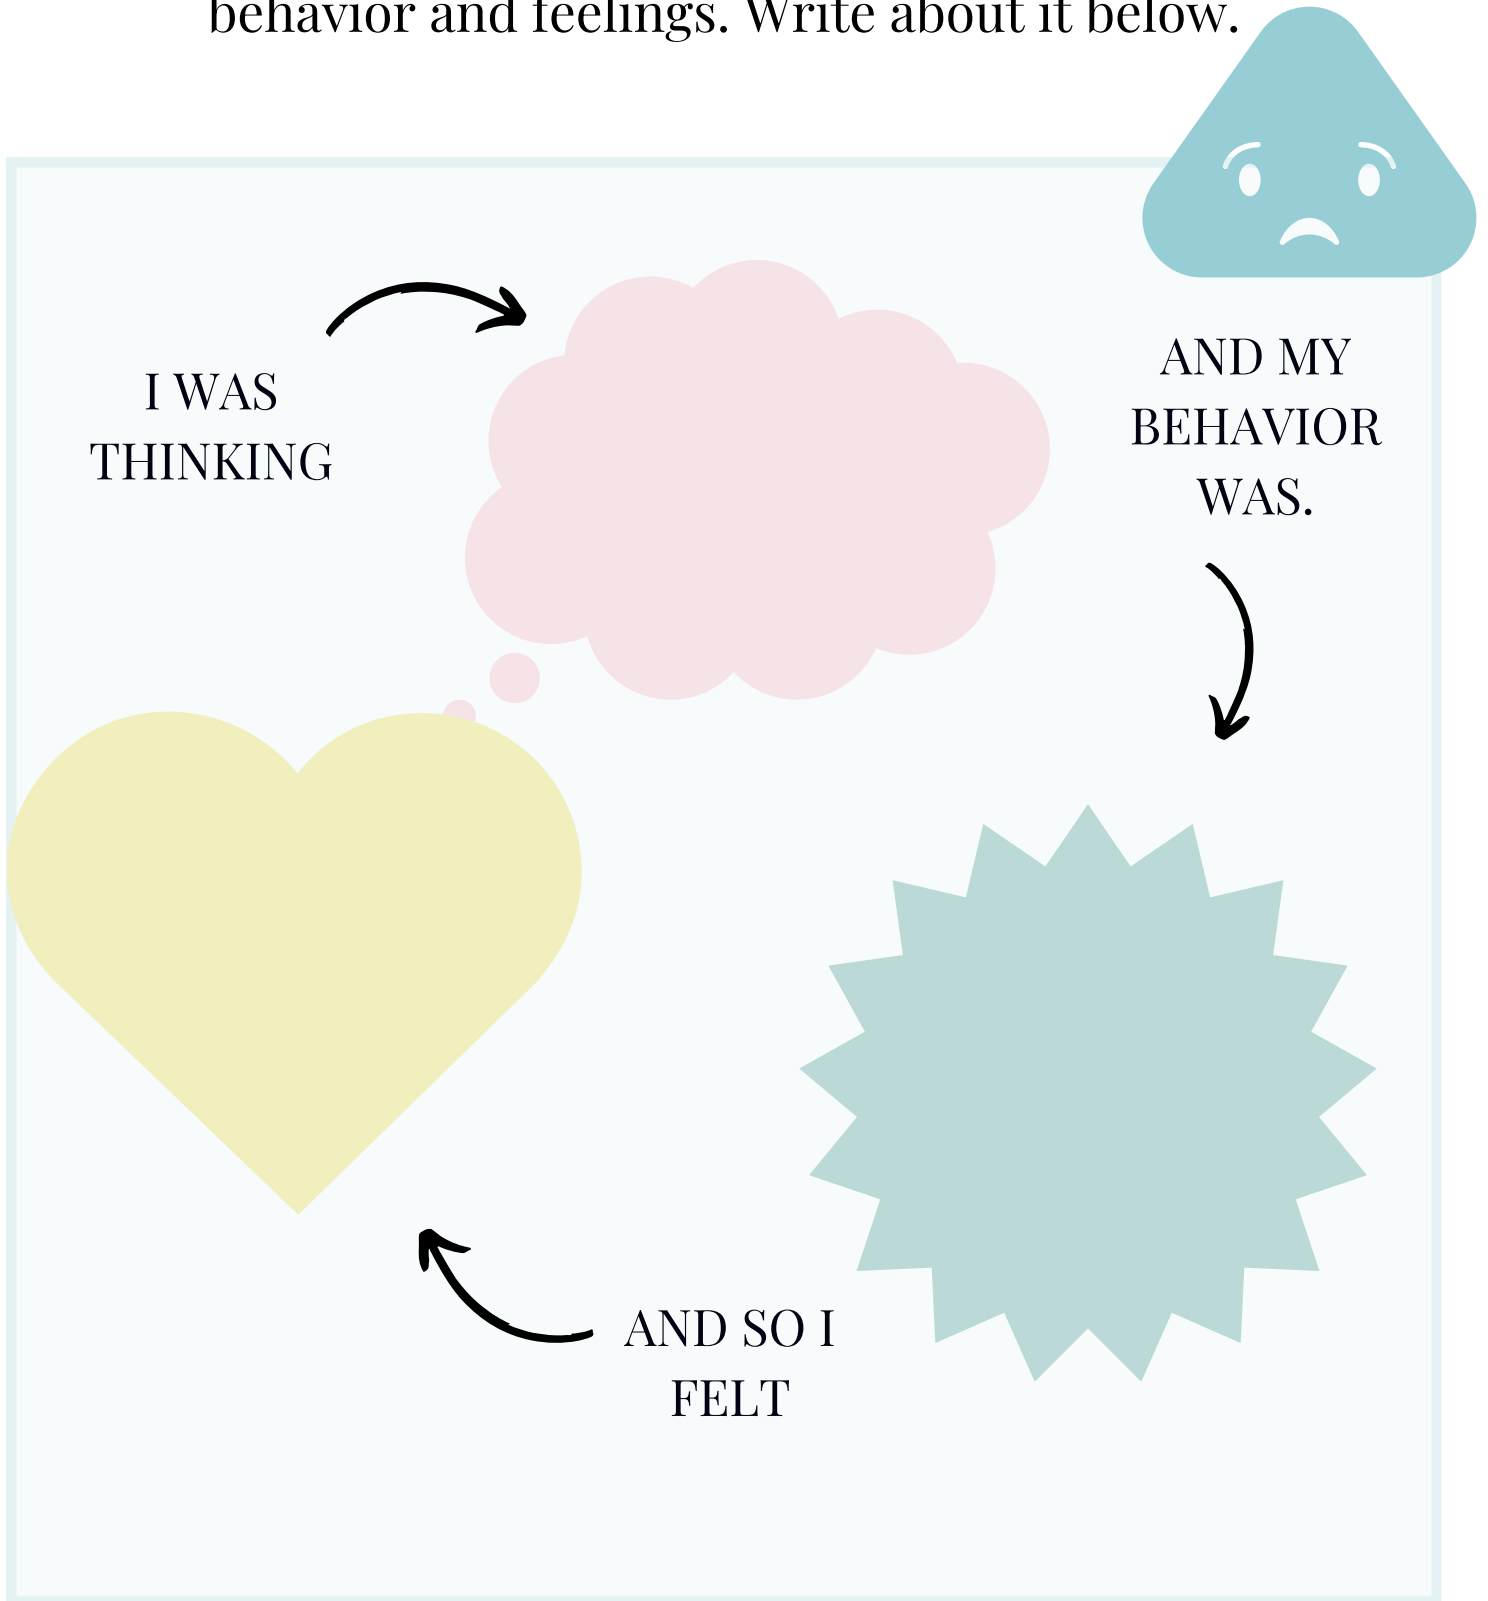 behavior and feelings. Write about it below.
I WAS
THINKING
AND MY
BEHAVIOR
WAS.
AND SO I
FELT